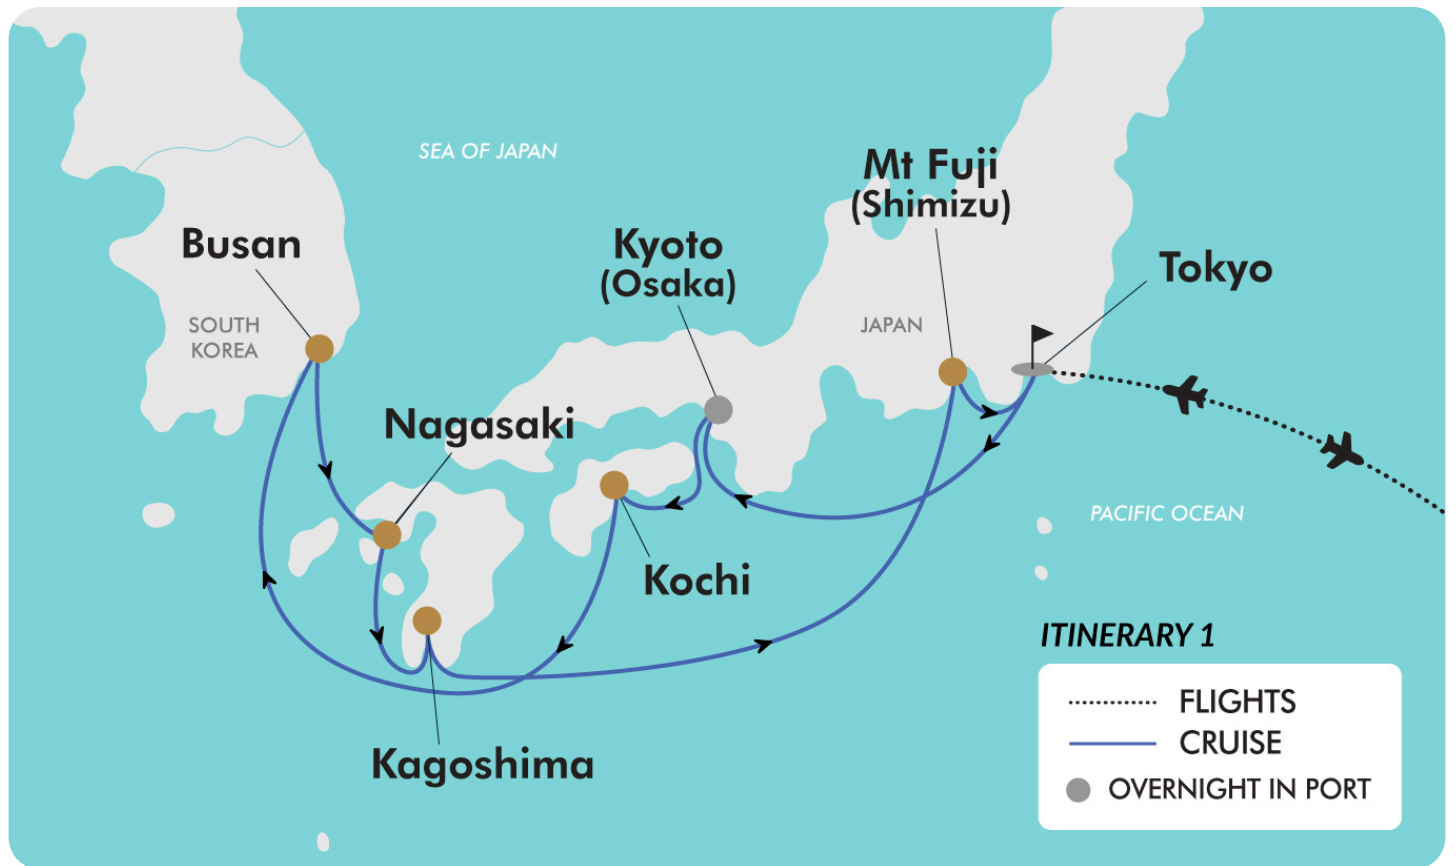 SEA OF JAPAN
Mt Fuji
(Shimizu)
Busan
Kyoto
(Osaka)
Tokyo
SOUTH
KOREA
JAPAN
Nagasaki
PACIFIC OCEAN
Kochi
Kagoshima
ITINERARY 1
FLIGHTS
CRUISE
OVERNIGHT IN PORT